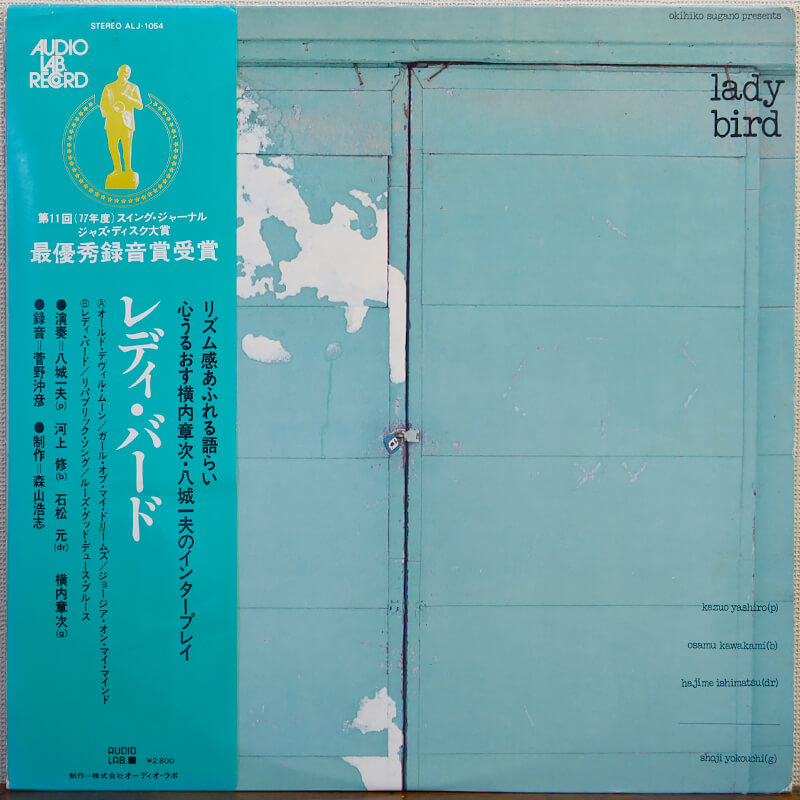 STEREO ALJ-1054
AUDIO
LAB.
RECORD
第11回(77年度)スイング・ジャーナル
ジャズ・ディスク大賞
最優秀録音賞受賞
リズム感あふれる語らい
心うるおす横内章次・八城一夫のインタープレイ
レディ・バード
Ⓐオールド・デヴィル・ムーン/ガール・オブ・マイ・ドリームズ/ジョージア・オン・マイ・マインド
Ⓑレディ・バード/リパブリック・ソング/ルーズ・グッド・デュース・ブルース
●演奏=八城一夫(p) 河上 修(b) 石松 元(dr) 横内章次(g)
●録音=菅野沖彦 ●制作=森山浩志
AUDIO
LAB. ¥2,800
制作=株式会社オーディオ・ラボ
okihiko sugano presents
lady
bird
kazuo yashiro(p)
osamu kawakami(b)
hajime ishimatsu(dr)
shoji yokouchi(g)